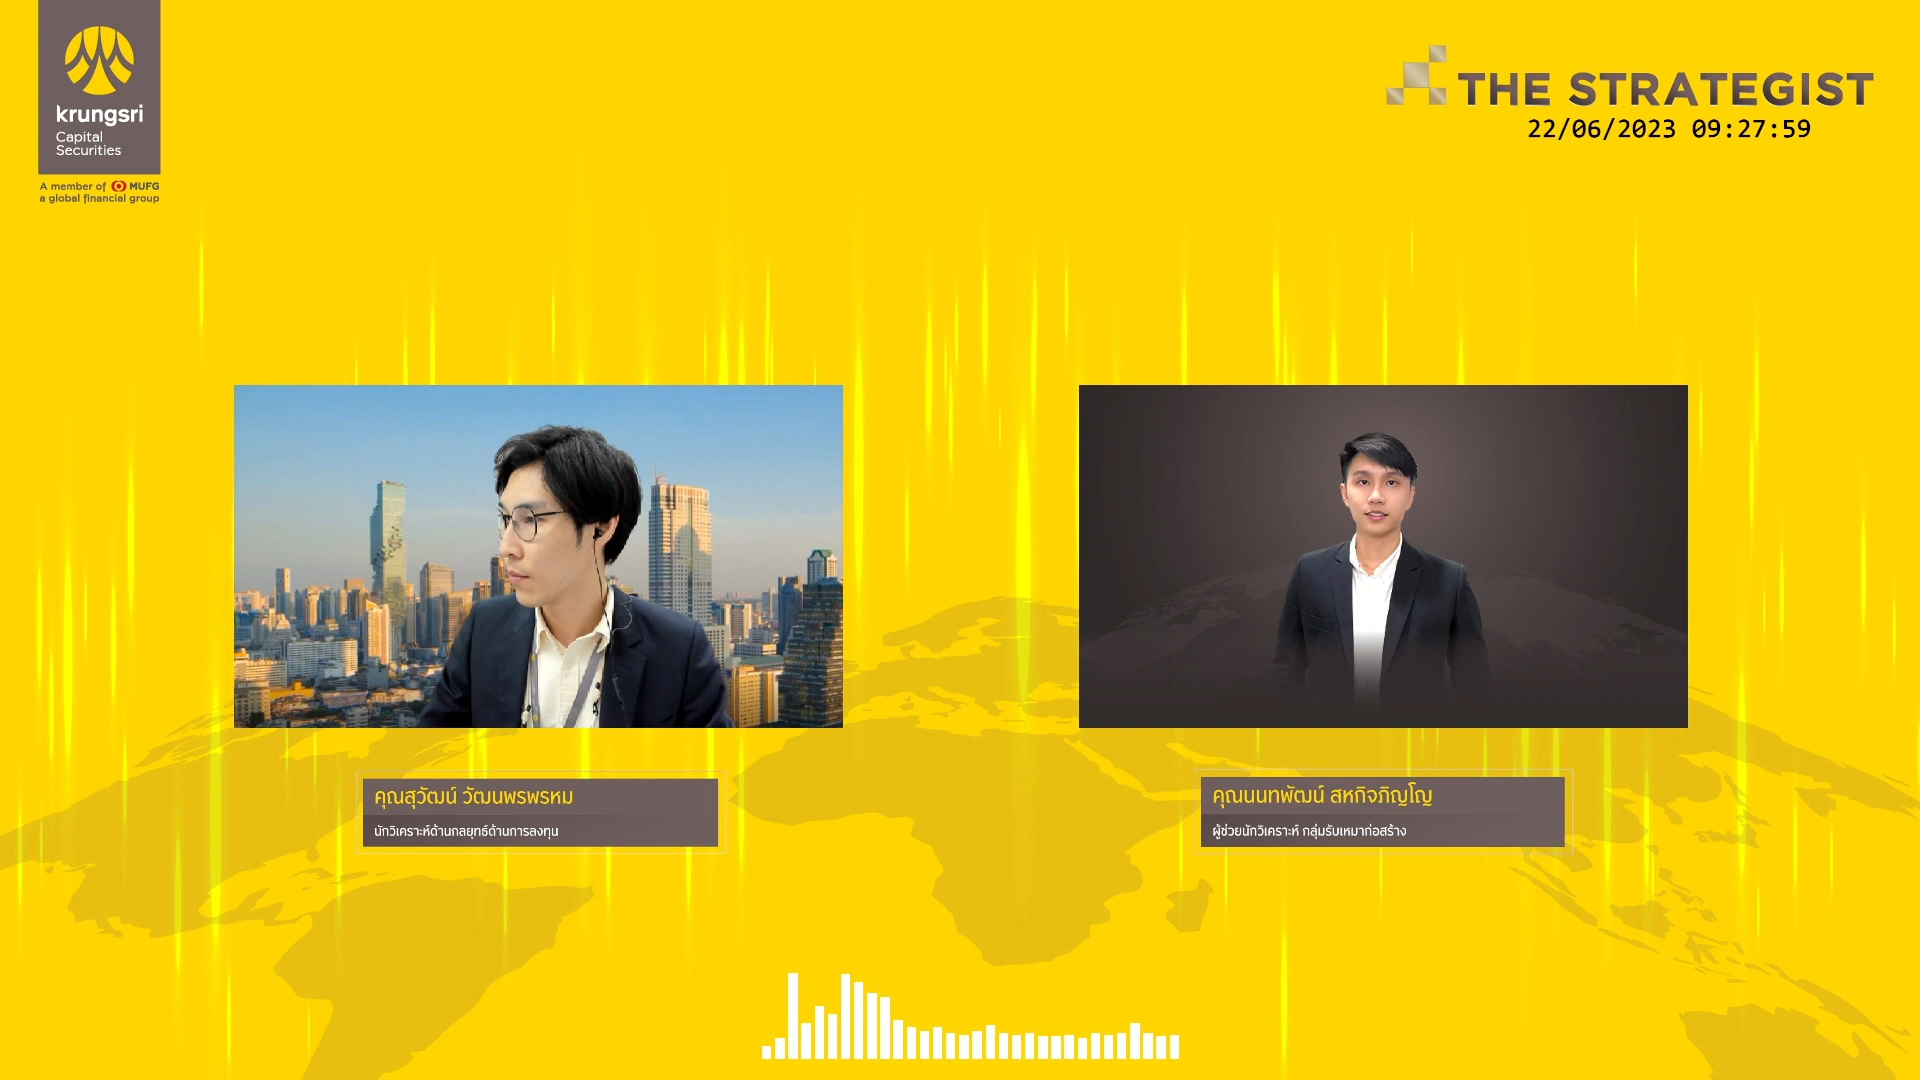 krungsri
Capital
Securities
A member of MUFG
a global financial group
THE STRATEGIST
22/06/2023 09:27:59
คุณสุวัฒน์ วัฒนพรพรหม
นักวิเคราะห์ด้านกลยุทธ์ด้านการลงทุน
คุณนนทพัฒน์ สหกิจภิญโญ
ผู้ช่วยนักวิเคราะห์ กลุ่มรับเหมาก่อสร้าง